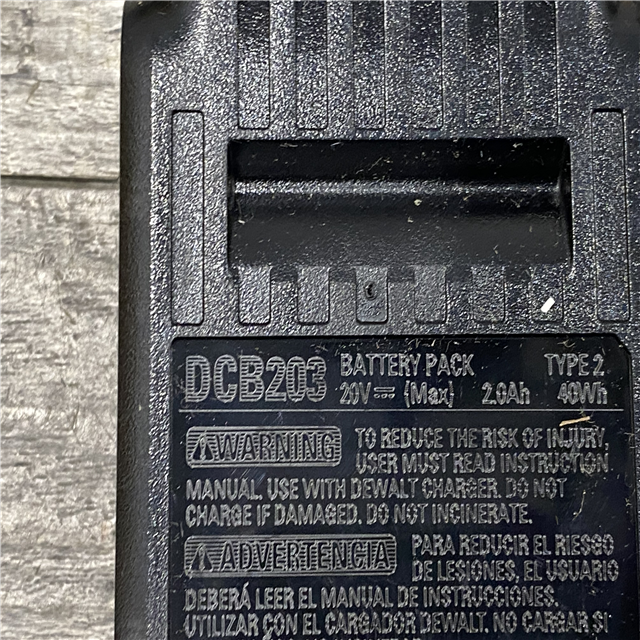 DCB203 BATTERY PACK TYPE 2
20V ⎓ (Max) 2.0Ah 40Wh
⚠WARNING TO REDUCE THE RISK OF INJURY,
USER MUST READ INSTRUCTION
MANUAL. USE WITH DEWALT CHARGER. DO NOT
CHARGE IF DAMAGED. DO NOT INCINERATE.
⚠ADVERTENCIA PARA REDUCIR EL RIESGO
DE LESIONES, EL USUARIO
DEBERÁ LEER EL MANUAL DE INSTRUCCIONES.
UTILIZAR CON EL CARGADOR DEWALT. NO CARGAR SI